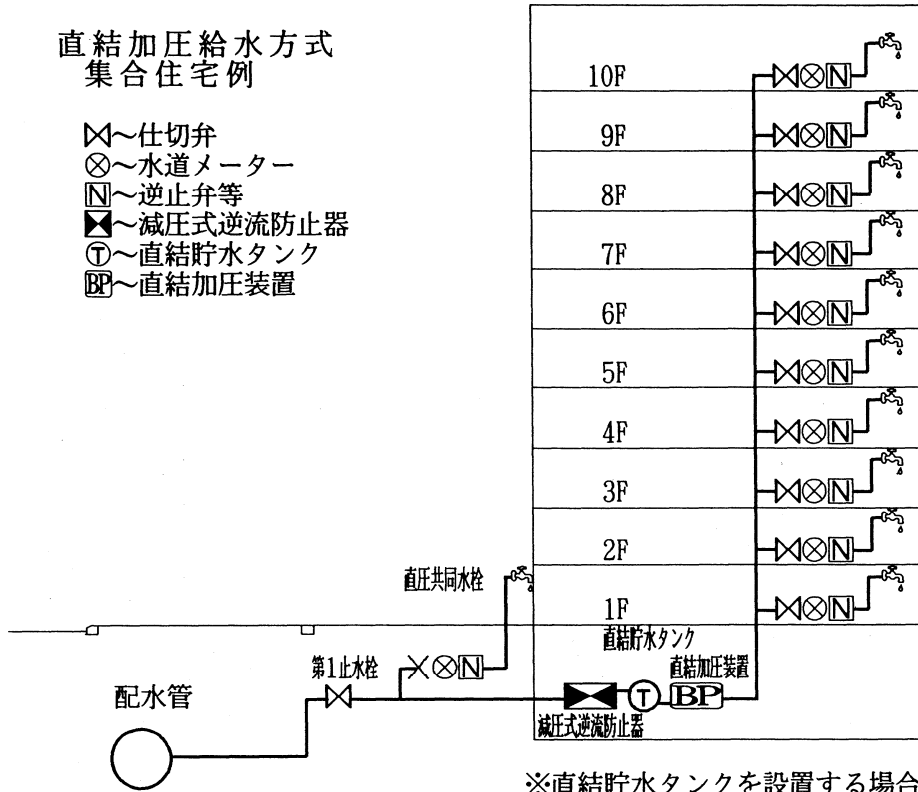 直結加圧給水方式
集合住宅例
～仕切弁
～水道メーター
N～逆止弁等
～減圧式逆流防止器
T～直結貯水タンク
BP～直結加圧装置
10F
N
9F
N
8F
N
7F
N
6F
N
5F
N
4F
N
3F
N
2F
N
直圧共同水栓
1F
N
直結貯水タンク
第1止水栓
N
直結加圧装置
配水管
T
BP
減圧式逆流防止器
※直結貯水タンクを設置する場合